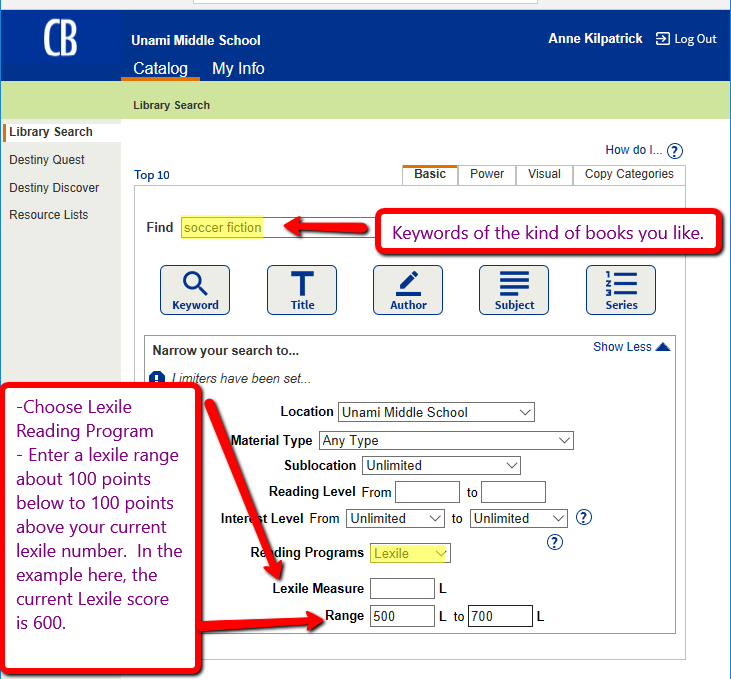 CB
Unami Middle School
Anne Kilpatrick
Log Out
Catalog
My Info
Library Search
Library Search
Destiny Quest
Destiny Discover
Resource Lists
How do I... ?
Top 10
Basic
Power
Visual
Copy Categories
Find
soccer fiction
Keywords of the kind of books you like.
Keyword
Title
Author
Subject
Series
Narrow your search to...
Show Less
Limiters have been set...
Location
Unami Middle School
Material Type
Any Type
Sublocation
Unlimited
Reading Level From to
Interest Level From
Unlimited
to
Unlimited
?
Reading Programs
Lexile
?
Lexile Measure L
Range
500
L to
700
L
-Choose Lexile
Reading Program
- Enter a lexile range
about 100 points
below to 100 points
above your current
lexile number. In the
example here, the
current Lexile score
is 600.